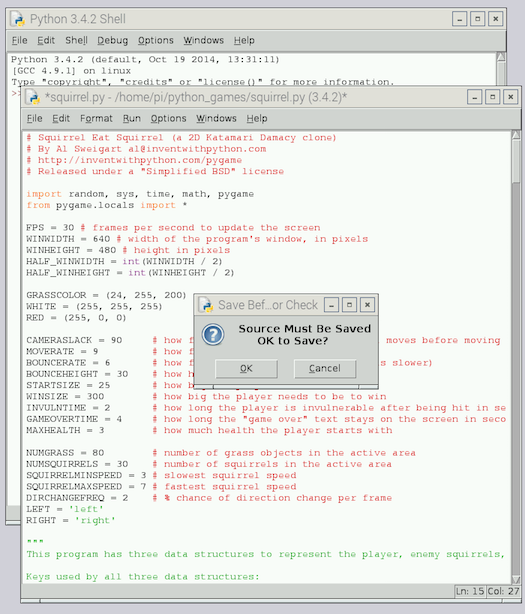 Python 3.4.2 Shell
File Edit Shell Debug Options Windows Help
Python 3.4.2 (default, Oct 19 2014, 13:31:11)
[GCC 4.9.1] on linux
Type "copyright", "credits" or "license()" for more information.
>>
*squirrel.py - /home/pi/python_games/squirrel.py (3.4.2)*
File Edit Format Run Options Windows Help
# Squirrel Eat Squirrel (a 2D Katamari Damacy clone)
# By Al Sweigart al@inventwithpython.com
# http://inventwithpython.com/pygame
# Released under a "Simplified BSD" license
import random, sys, time, math, pygame
from pygame.locals import *
FPS = 30 # frames per second to update the screen
WINWIDTH = 640 # width of the program's window, in pixels
WINHEIGHT = 480 # height in pixels
HALF_WINWIDTH = int(WINWIDTH / 2)
HALF_WINHEIGHT = int(WINHEIGHT / 2)
GRASSCOLOR = (24, 255, 200)
WHITE = (255, 255, 255)
RED = (255, 0, 0)
Save Bef...or Check
Source Must Be Saved
OK to Save?
OK Cancel
CAMERASLACK = 90 # how f moves before moving
MOVERATE = 9 # how f
BOUNCERATE = 6 # how f s slower)
BOUNCEHEIGHT = 30 # how h
STARTSIZE = 25 # how b
WINSIZE = 300 # how big the player needs to be to win
INVULNTIME = 2 # how long the player is invulnerable after being hit in se
GAMEOVERTIME = 4 # how long the "game over" text stays on the screen in seco
MAXHEALTH = 3 # how much health the player starts with
NUMGRASS = 80 # number of grass objects in the active area
NUMSQUIRRELS = 30 # number of squirrels in the active area
SQUIRRELMINSPEED = 3 # slowest squirrel speed
SQUIRRELMAXSPEED = 7 # fastest squirrel speed
DIRCHANGEFREQ = 2 # % chance of direction change per frame
LEFT = 'left'
RIGHT = 'right'
"""
This program has three data structures to represent the player, enemy squirrels,
Keys used by all three data structures:
Ln: 15 Col: 27